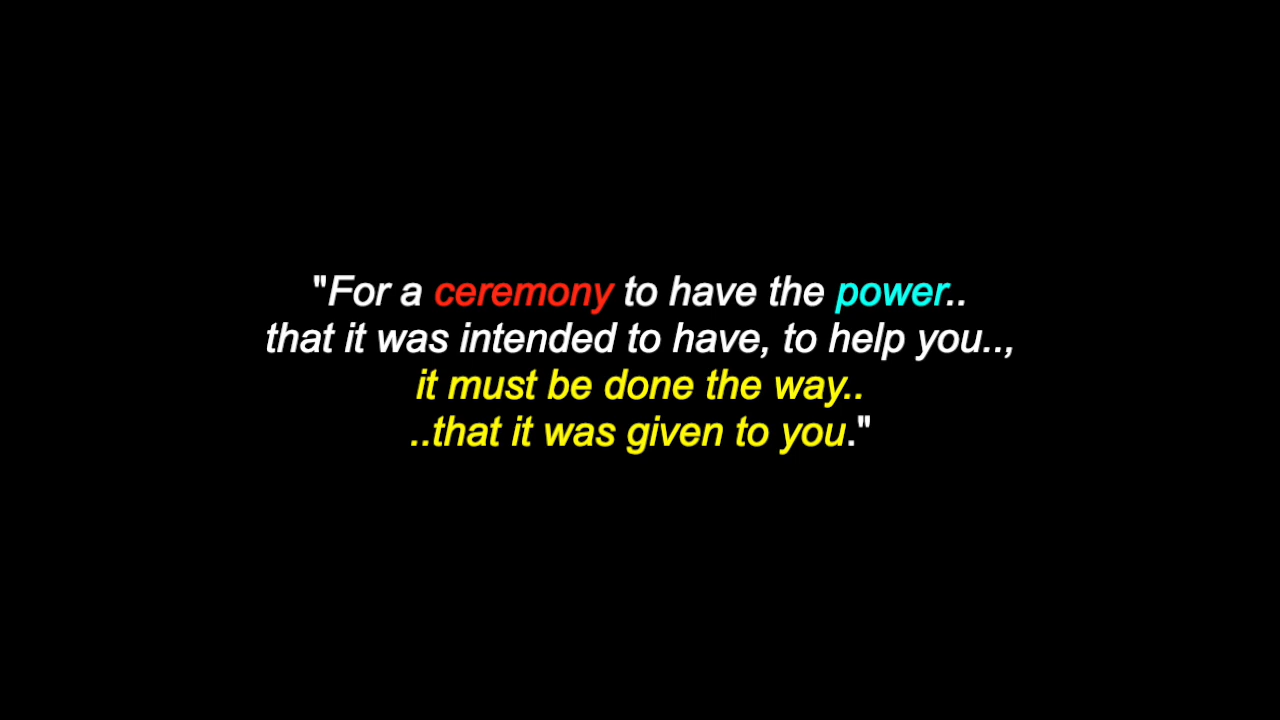 "For a ceremony to have the power..
that it was intended to have, to help you..,
it must be done the way..
..that it was given to you."